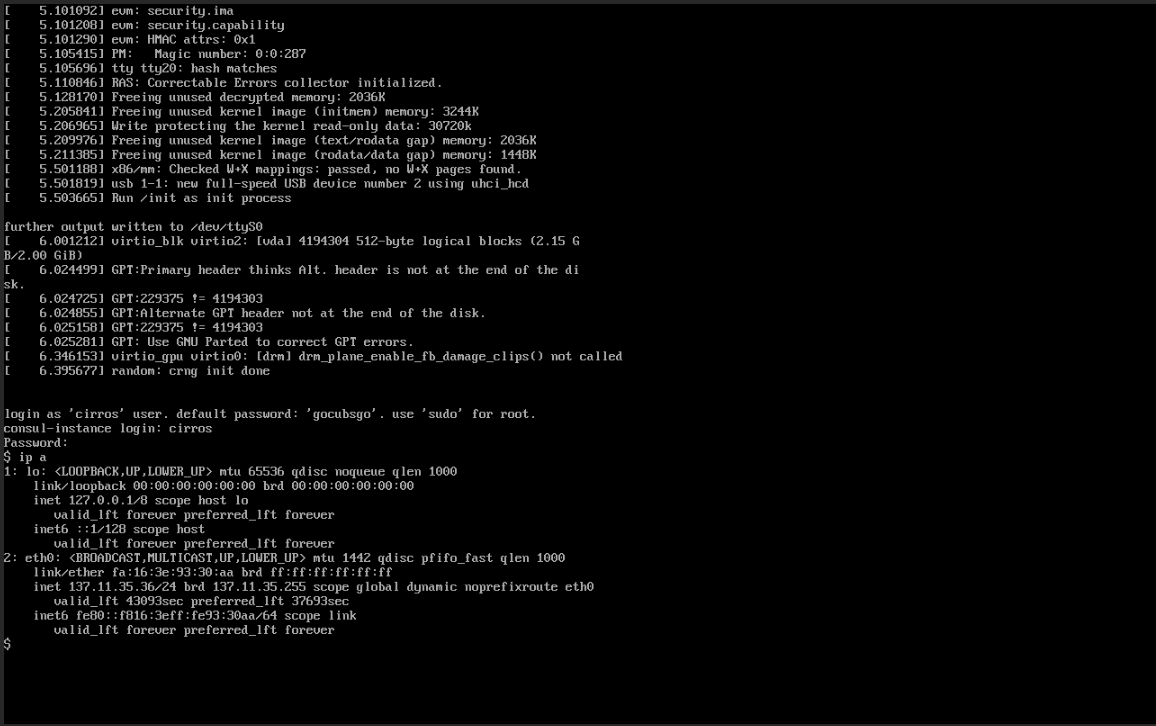 [    5.101092] evm: security.ima
[    5.101208] evm: security.capability
[    5.101290] evm: HMAC attrs: 0x1
[    5.105415] PM:   Magic number: 0:0:287
[    5.105696] tty tty20: hash matches
[    5.110846] RAS: Correctable Errors collector initialized.
[    5.128170] Freeing unused decrypted memory: 2036K
[    5.205841] Freeing unused kernel image (initmem) memory: 3244K
[    5.206965] Write protecting the kernel read-only data: 30720k
[    5.209976] Freeing unused kernel image (text/rodata gap) memory: 2036K
[    5.211385] Freeing unused kernel image (rodata/data gap) memory: 1448K
[    5.501188] x86/mm: Checked W+X mappings: passed, no W+X pages found.
[    5.501819] usb 1-1: new full-speed USB device number 2 using uhci_hcd
[    5.503665] Run /init as init process
further output written to /dev/ttyS0
[    6.001212] virtio_blk virtio2: [vda] 4194304 512-byte logical blocks (2.15 G
B/2.00 GiB)
[    6.024499] GPT:Primary header thinks Alt. header is not at the end of the di
sk.
[    6.024725] GPT:229375 != 4194303
[    6.024855] GPT:Alternate GPT header not at the end of the disk.
[    6.025158] GPT:229375 != 4194303
[    6.025281] GPT: Use GNU Parted to correct GPT errors.
[    6.346153] virtio_gpu virtio0: [drm] drm_plane_enable_fb_damage_clips() not called
[    6.395677] random: crng init done
login as 'cirros' user. default password: 'gocubsgo'. use 'sudo' for root.
consul-instance login: cirros
Password:
$ ip a
1: lo: <LOOPBACK,UP,LOWER_UP> mtu 65536 qdisc noqueue qlen 1000
    link/loopback 00:00:00:00:00:00 brd 00:00:00:00:00:00
    inet 127.0.0.1/8 scope host lo
       valid_lft forever preferred_lft forever
    inet6 ::1/128 scope host
       valid_lft forever preferred_lft forever
2: eth0: <BROADCAST,MULTICAST,UP,LOWER_UP> mtu 1442 qdisc pfifo_fast qlen 1000
    link/ether fa:16:3e:93:30:aa brd ff:ff:ff:ff:ff:ff
    inet 137.11.35.36/24 brd 137.11.35.255 scope global dynamic noprefixroute eth0
       valid_lft 43093sec preferred_lft 37693sec
    inet6 fe80::f816:3eff:fe93:30aa/64 scope link
       valid_lft forever preferred_lft forever
$